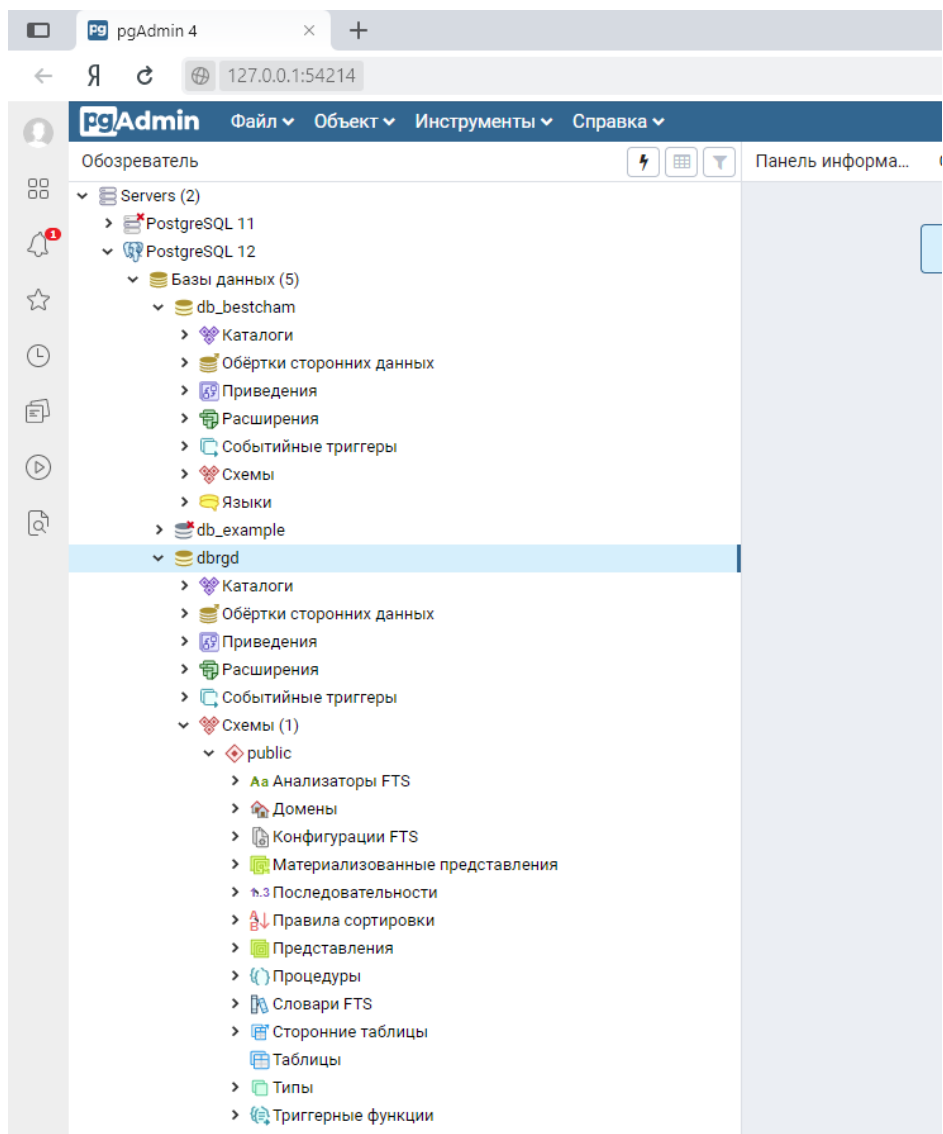 pgAdmin 4
127.0.0.1:54214
pgAdmin Файл Объект Инструменты Справка
Обозреватель
Панель информа...
Servers (2)
PostgreSQL 11
PostgreSQL 12
Базы данных (5)
db_bestcham
Каталоги
Обёртки сторонних данных
Приведения
Расширения
Событийные триггеры
Схемы
Языки
db_example
dbrgd
Каталоги
Обёртки сторонних данных
Приведения
Расширения
Событийные триггеры
Схемы (1)
public
Aa Анализаторы FTS
Домены
Конфигурации FTS
Материализованные представления
Последовательности
Правила сортировки
Представления
Процедуры
Словари FTS
Сторонние таблицы
Таблицы
Типы
Триггерные функции